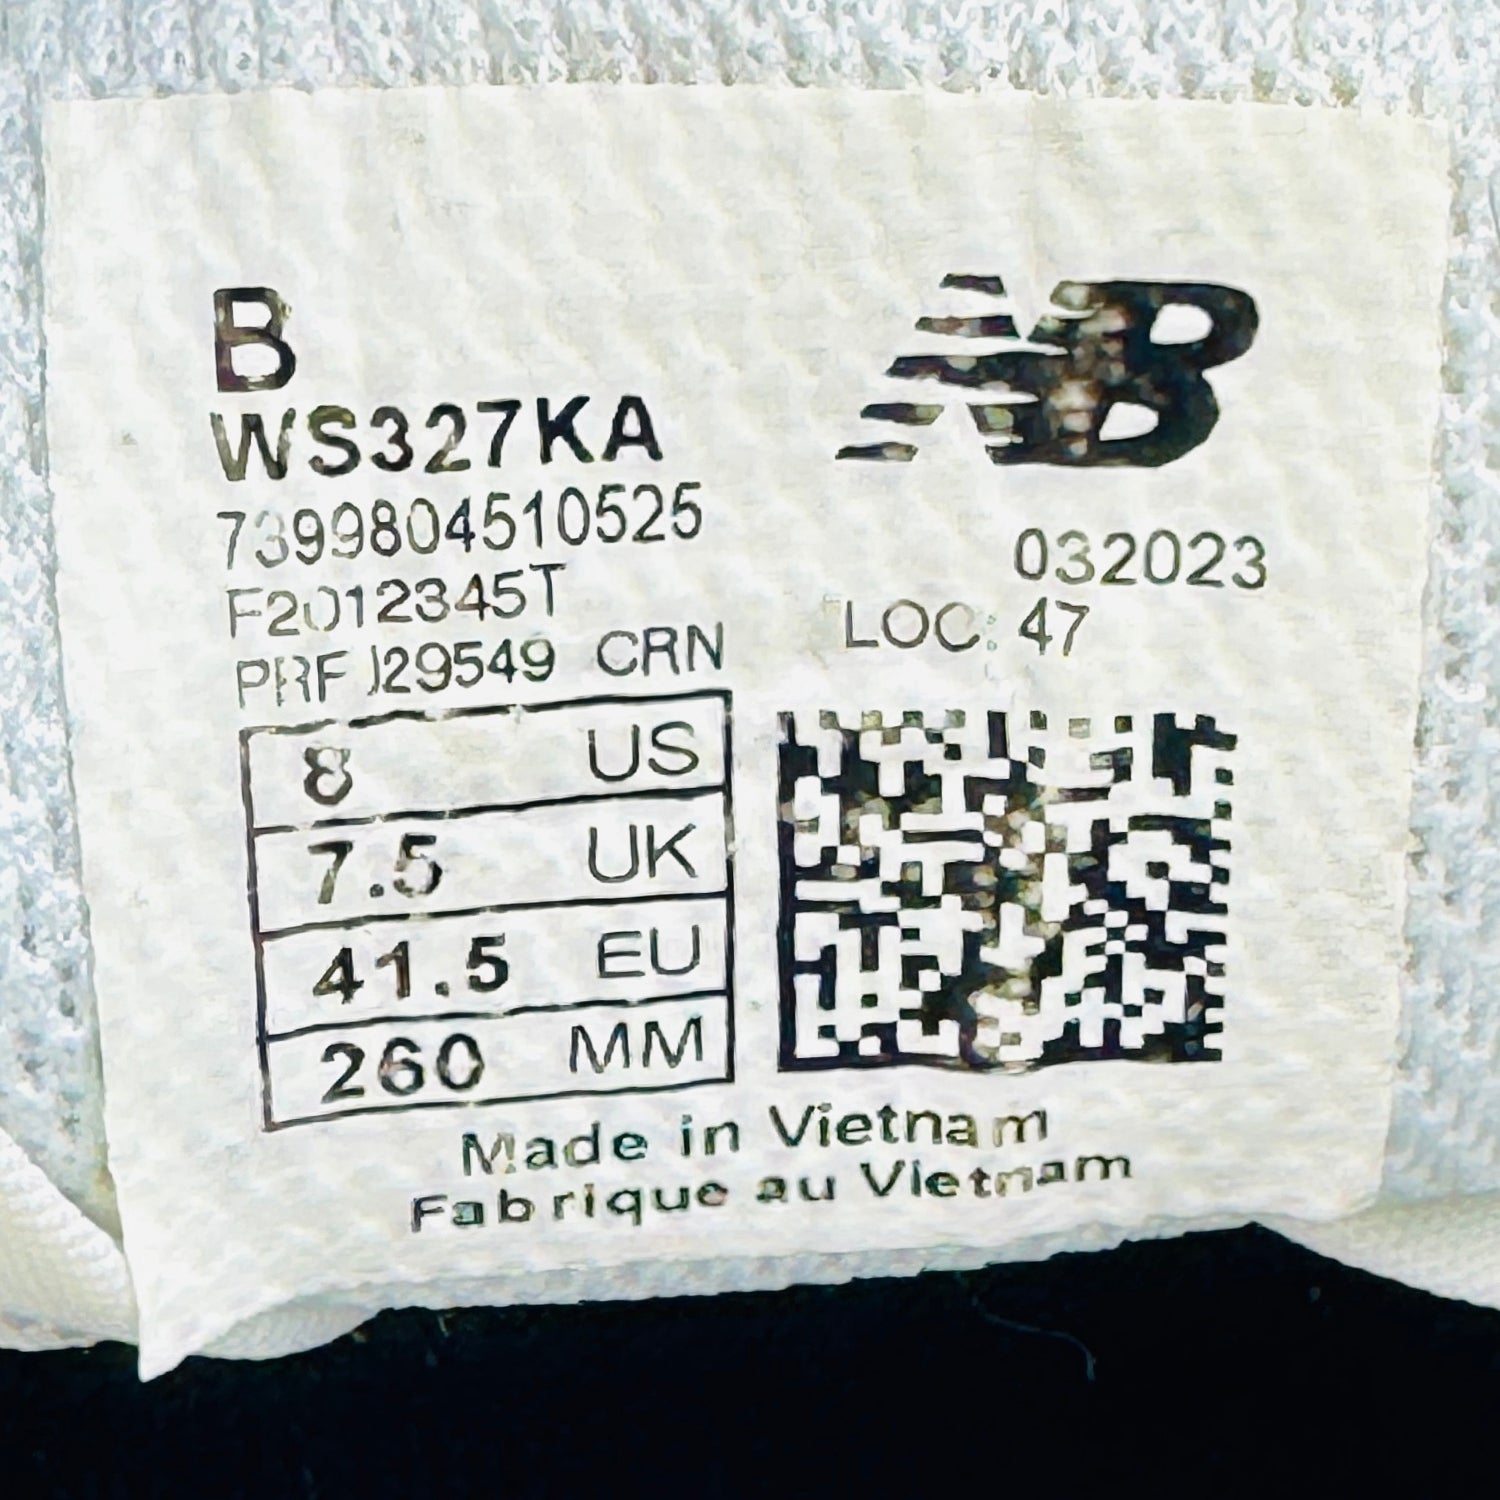 B
WS327KA
7399804510525
F2012345T
PRF J29549 CRN
NB
032023
LOC: 47
8 US
7.5 UK
41.5 EU
260 MM
Made in Vietnam
Fabrique au Vietnam